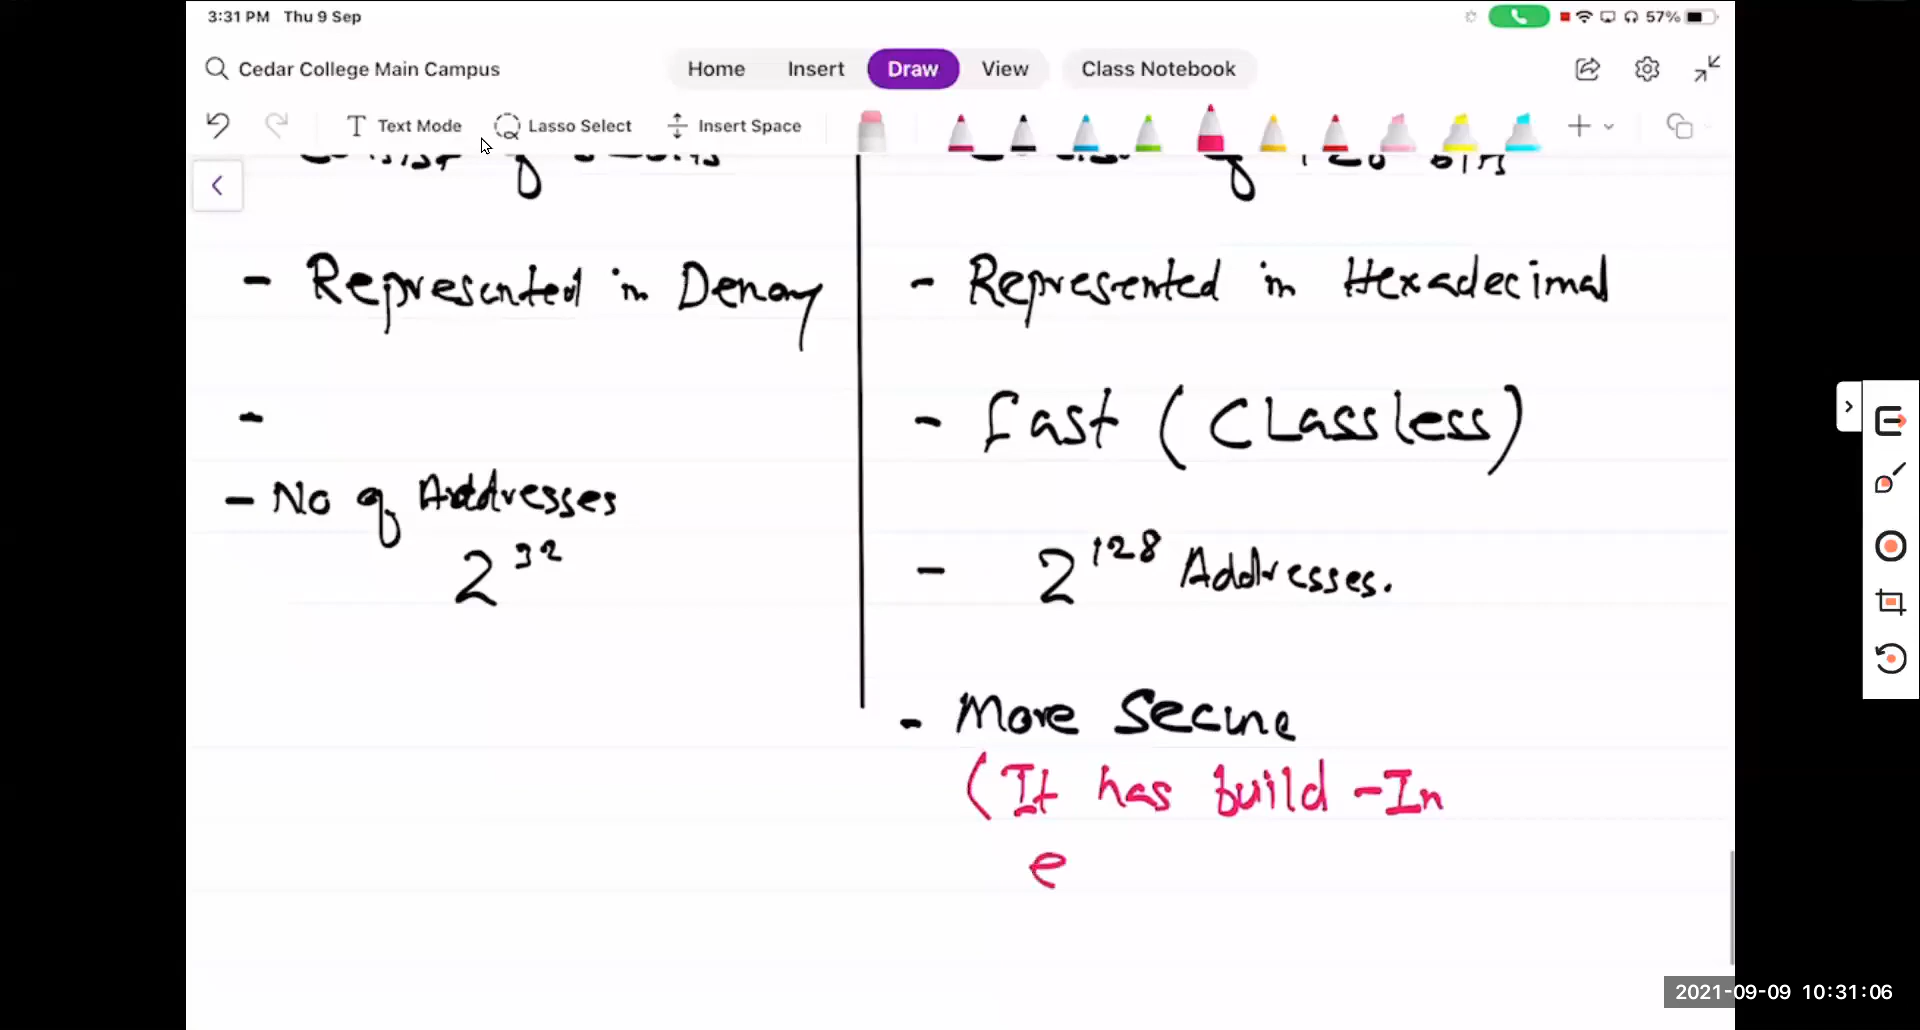 3:31 PM Thu 9 Sep
57%
Cedar College Main Campus
Home Insert Draw View Class Notebook
Text Mode Lasso Select Insert Space
- Represented in Denary
-
- No of Addresses
2^32
- Represented in Hexadecimal
- Fast (Classless)
- 2^128 Addresses.
- More Secure
(It has build-In
e
2021-09-09 10:31:06